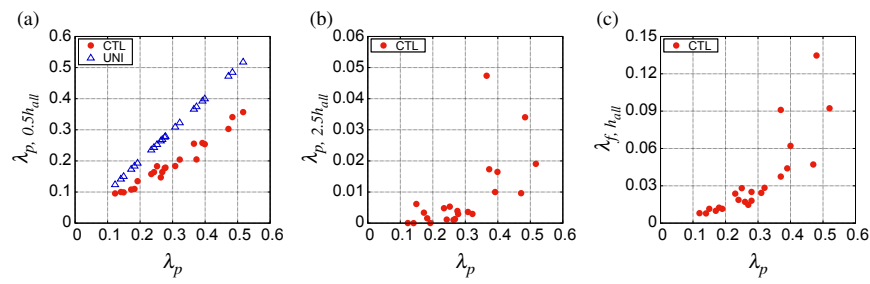 (a)
CTL
UNI
0.6
0.5
0.4
0.3
0.2
0.1
0
0 0.1 0.2 0.3 0.4 0.5 0.6
λp, 0.5hall
λp
(b)
CTL
0.06
0.05
0.04
0.03
0.02
0.01
0
0 0.1 0.2 0.3 0.4 0.5 0.6
λp, 2.5hall
λp
(c)
CTL
0.15
0.12
0.09
0.06
0.03
0
0 0.1 0.2 0.3 0.4 0.5 0.6
λf, hall
λp